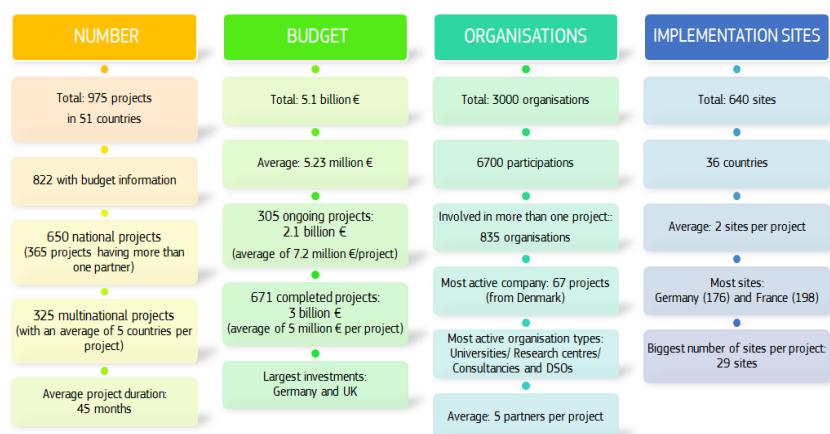 NUMBER
Total: 975 projects
in 51 countries
822 with budget information
650 national projects
(365 projects having more than
one partner)
325 multinational projects
(with an average of 5 countries per
project)
Average project duration:
45 months
BUDGET
Total: 5.1 billion €
Average: 5.23 million €
305 ongoing projects:
2.1 billion €
(average of 7.2 million €/project)
671 completed projects:
3 billion €
(average of 5 million € per project)
Largest investments:
Germany and UK
ORGANISATIONS
Total: 3000 organisations
6700 participations
Involved in more than one project::
835 organisations
Most active company: 67 projects
(from Denmark)
Most active organisation types:
Universities/ Research centres/
Consultancies and DSOs
Average: 5 partners per project
IMPLEMENTATION SITES
Total: 640 sites
36 countries
Average: 2 sites per project
Most sites:
Germany (176) and France (198)
Biggest number of sites per project:
29 sites